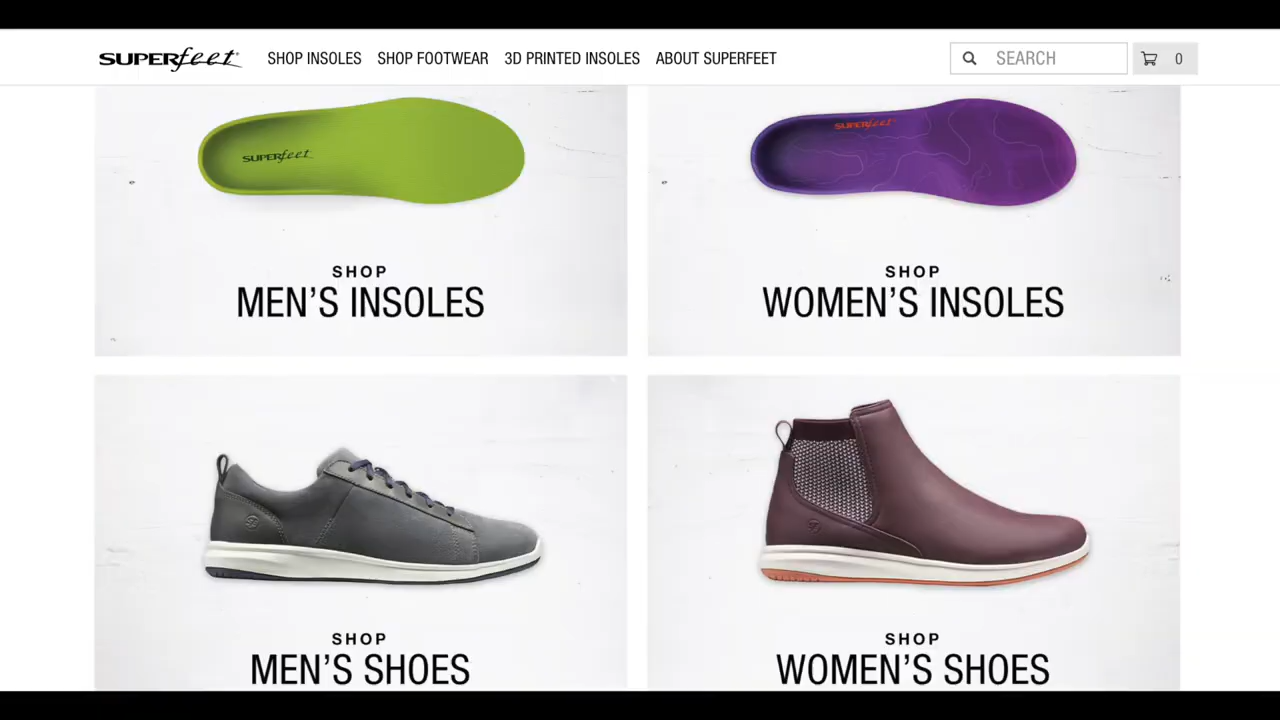 SUPERfeet SHOP INSOLES SHOP FOOTWEAR 3D PRINTED INSOLES ABOUT SUPERFEET SEARCH 0
SUPERfeet
SUPERfeet
SHOP
MEN'S INSOLES
SHOP
WOMEN'S INSOLES
SHOP
MEN'S SHOES
SHOP
WOMEN'S SHOES